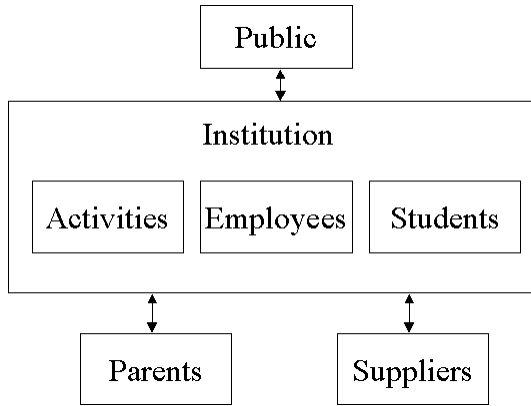 Public
Institution
Activities Employees Students
Parents Suppliers